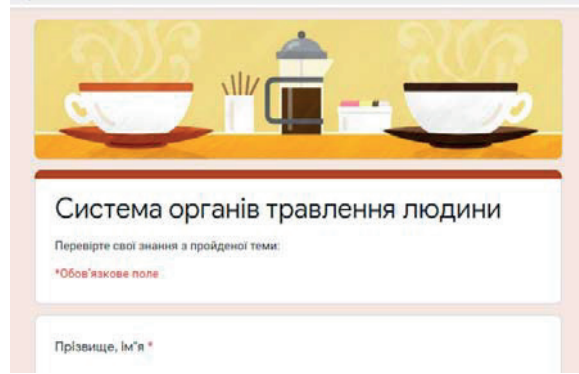 Система органів травлення людини
Перевірте свої знання з пройденої теми:
*Обов'язкове поле
Прізвище, ім"я *